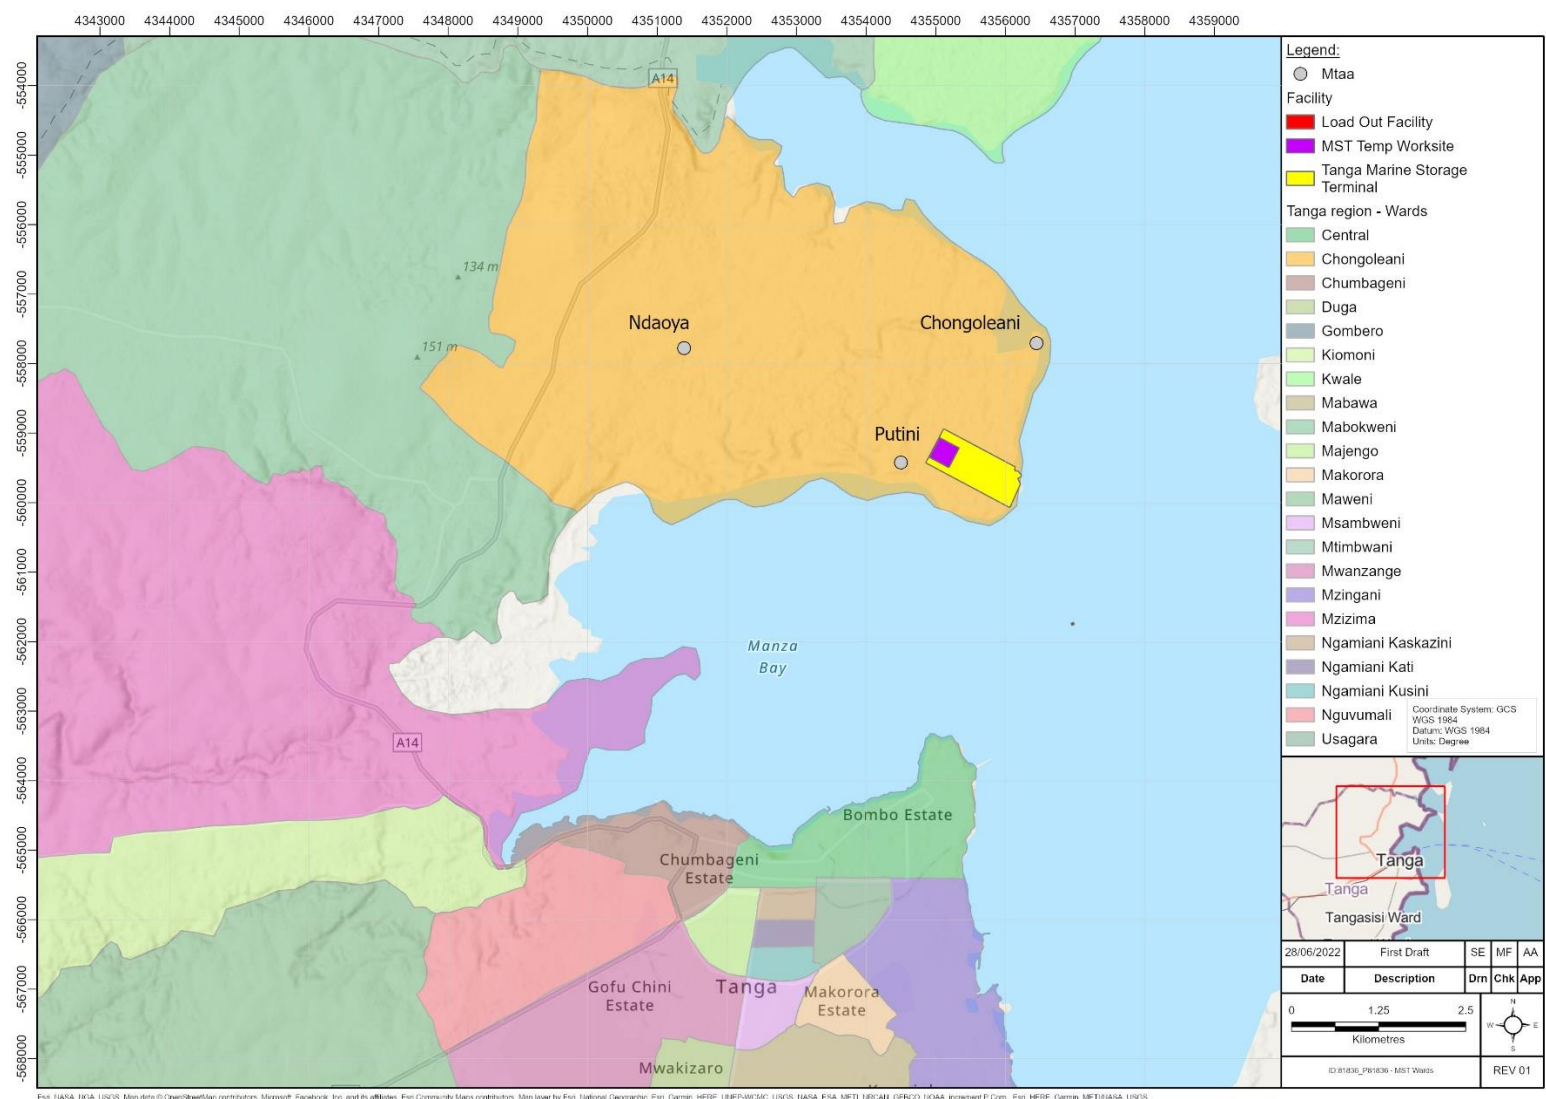 4343000 4344000 4345000 4346000 4347000 4348000 4349000 4350000 4351000 4352000 4353000 4354000 4355000 4356000 4357000 4358000 4359000
-554000
-555000
-556000
-557000
-558000
-559000
-560000
-561000
-562000
-563000
-564000
-565000
-566000
-567000
-568000
A14
134 m
151 m
Ndaoya
Chongoleani
Putini
Manza
Bay
A14
Bombo Estate
Chumbageni
Estate
Gofu Chini
Estate
Tanga
Makorora
Estate
Mwakizaro
Legend:
Mtaa
Facility
Load Out Facility
MST Temp Worksite
Tanga Marine Storage
Terminal
Tanga region - Wards
Central
Chongoleani
Chumbageni
Duga
Gombero
Kiomoni
Kwale
Mabawa
Mabokweni
Majengo
Makorora
Maweni
Msambweni
Mtimbwani
Mwanzange
Mzingani
Mzizima
Ngamiani Kaskazini
Ngamiani Kati
Ngamiani Kusini
Nguvumali
Usagara
Coordinate System: GCS
WGS 1984
Datum: WGS 1984
Units: Degree
Tanga
Tanga
Tangasisi Ward
28/06/2022 First Draft SE MF AA
Date Description Drn Chk App
0 1.25 2.5
Kilometres
N
W E
S
ID:81836_P81836 - MST Wards
REV 01